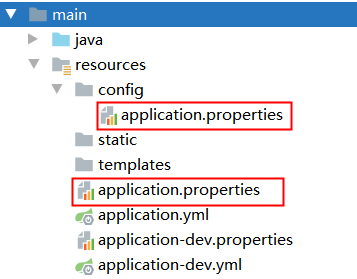 main
java
resources
config
application.properties
static
templates
application.properties
application.yml
application-dev.properties
application-dev.yml